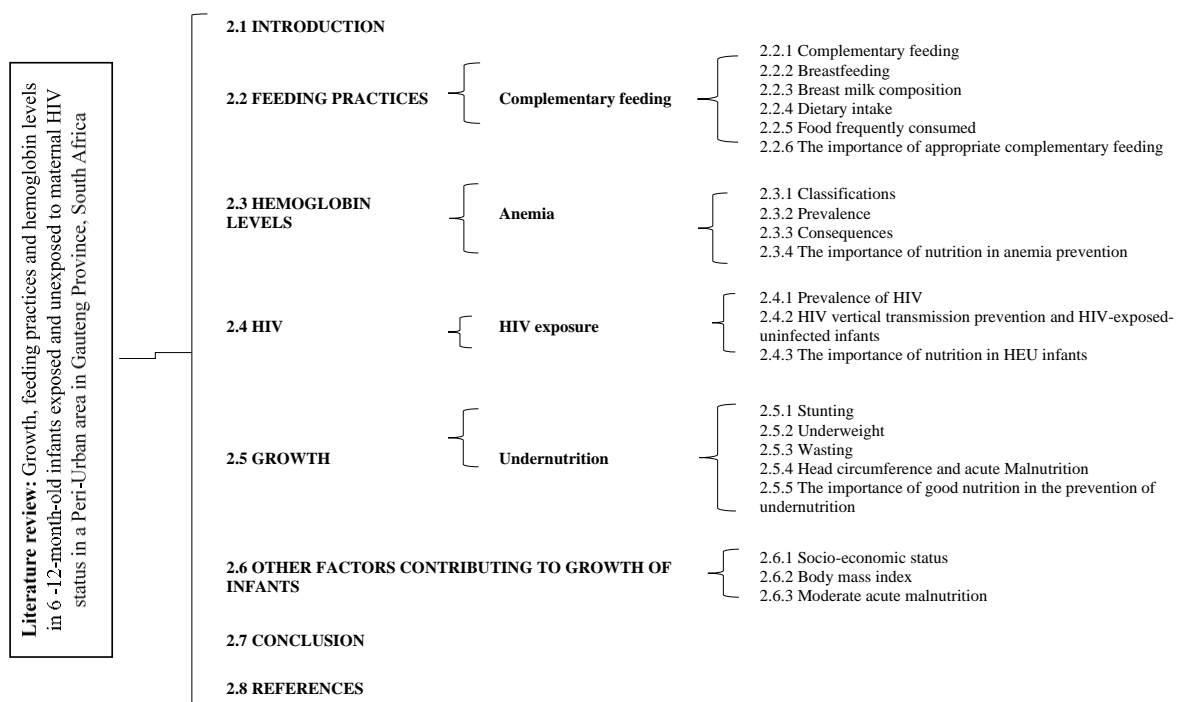 Literature review: Growth, feeding practices and hemoglobin levels
in 6 -12-month-old infants exposed and unexposed to maternal HIV
status in a Peri-Urban area in Gauteng Province, South Africa
2.1 INTRODUCTION
2.2 FEEDING PRACTICES
Complementary feeding
2.2.1 Complementary feeding
2.2.2 Breastfeeding
2.2.3 Breast milk composition
2.2.4 Dietary intake
2.2.5 Food frequently consumed
2.2.6 The importance of appropriate complementary feeding
2.3 HEMOGLOBIN
LEVELS
Anemia
2.3.1 Classifications
2.3.2 Prevalence
2.3.3 Consequences
2.3.4 The importance of nutrition in anemia prevention
2.4 HIV
HIV exposure
2.4.1 Prevalence of HIV
2.4.2 HIV vertical transmission prevention and HIV-exposed-
uninfected infants
2.4.3 The importance of nutrition in HEU infants
2.5 GROWTH
Undernutrition
2.5.1 Stunting
2.5.2 Underweight
2.5.3 Wasting
2.5.4 Head circumference and acute Malnutrition
2.5.5 The importance of good nutrition in the prevention of
undernutrition
2.6 OTHER FACTORS CONTRIBUTING TO GROWTH OF
INFANTS
2.6.1 Socio-economic status
2.6.2 Body mass index
2.6.3 Moderate acute malnutrition
2.7 CONCLUSION
2.8 REFERENCES